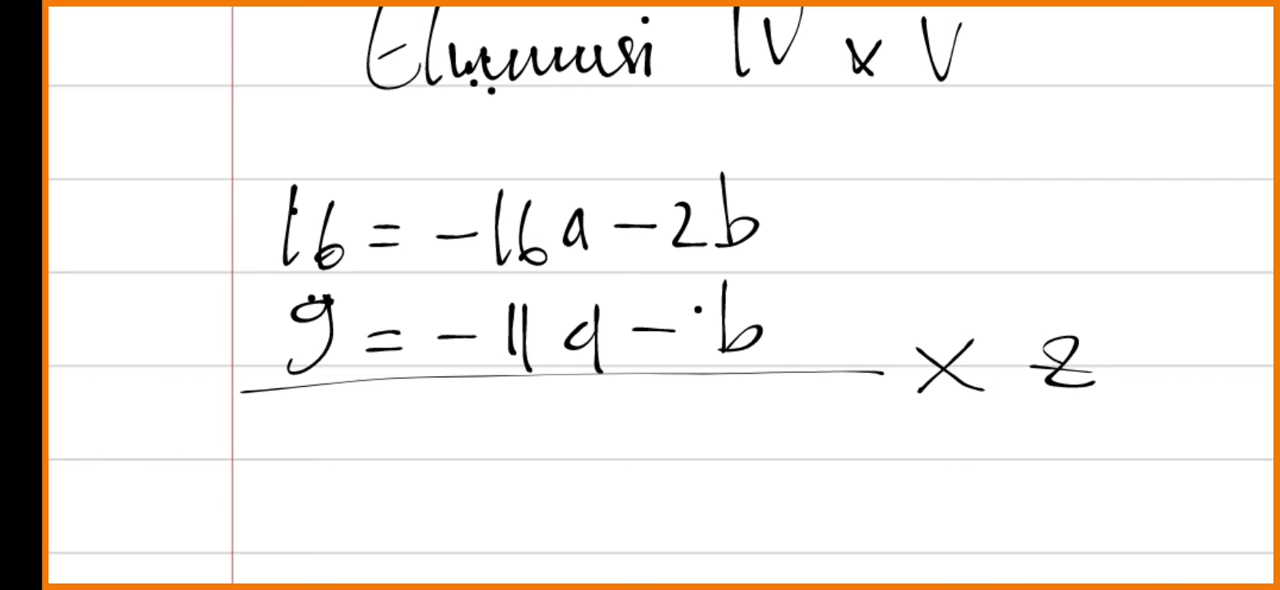 Eliminasi IV x V
16 = -16a - 2b
9 = -11a - b
x 2